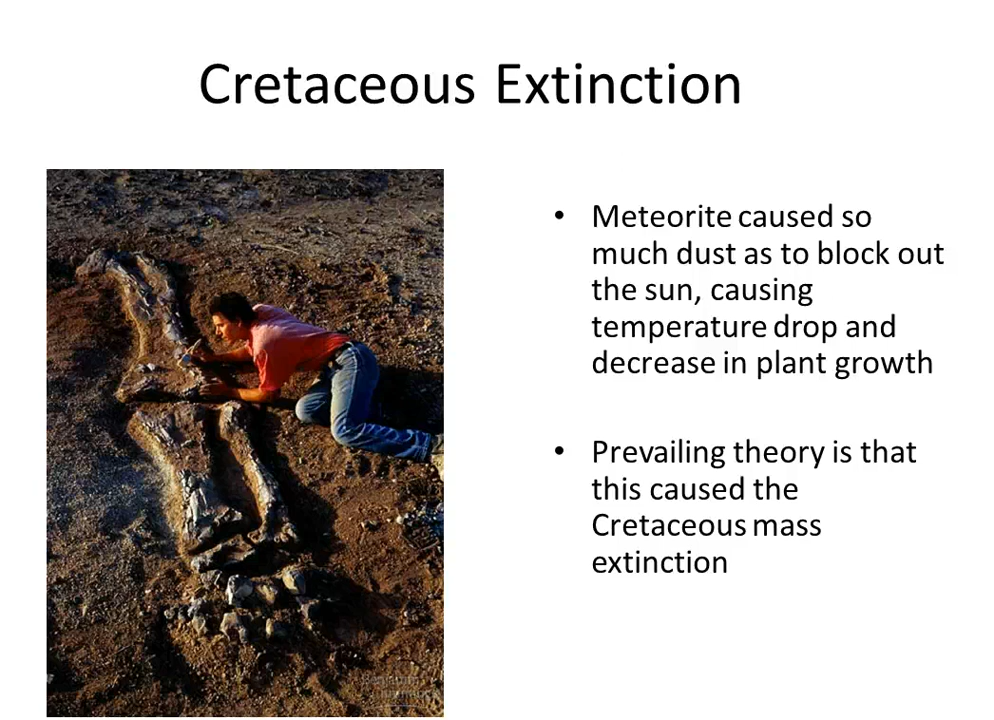 Cretaceous Extinction
• Meteorite caused so
much dust as to block out
the sun, causing
temperature drop and
decrease in plant growth
• Prevailing theory is that
this caused the
Cretaceous mass
extinction